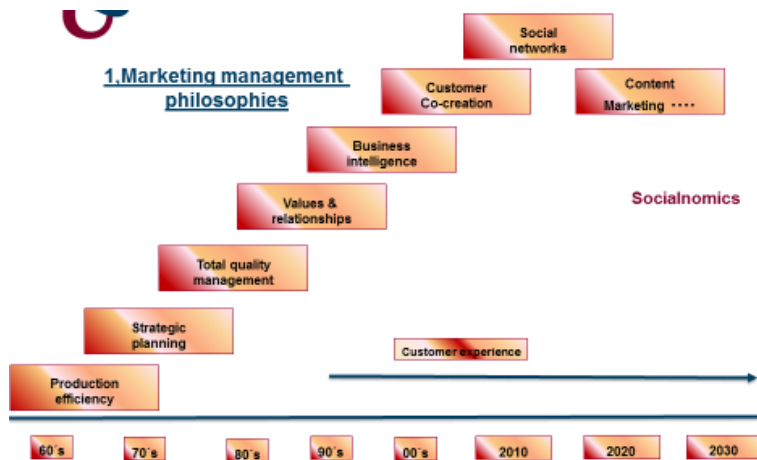 Social
networks
1,Marketing management
philosophies
Customer
Co-creation
Content
Marketing ····
Business
intelligence
Values &
relationships
Socialnomics
Total quality
management
Strategic
planning
Customer experience
Production
efficiency
60´s
70´s
80´s
90´s
00´s
2010
2020
2030